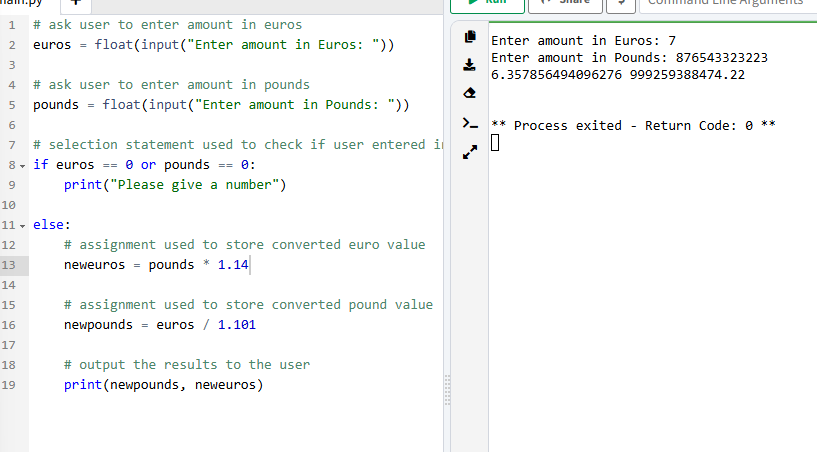 main.py +
Run Share $ Command Line Arguments
1 # ask user to enter amount in euros
2 euros = float(input("Enter amount in Euros: "))
3
4 # ask user to enter amount in pounds
5 pounds = float(input("Enter amount in Pounds: "))
6
7 # selection statement used to check if user entered
8 if euros == 0 or pounds == 0:
9 print("Please give a number")
10
11 else:
12 # assignment used to store converted euro value
13 neweuros = pounds * 1.14
14
15 # assignment used to store converted pound value
16 newpounds = euros / 1.101
17
18 # output the results to the user
19 print(newpounds, neweuros)
Enter amount in Euros: 7
Enter amount in Pounds: 876543323223
6.357856494096276 999259388474.22
** Process exited - Return Code: 0 **